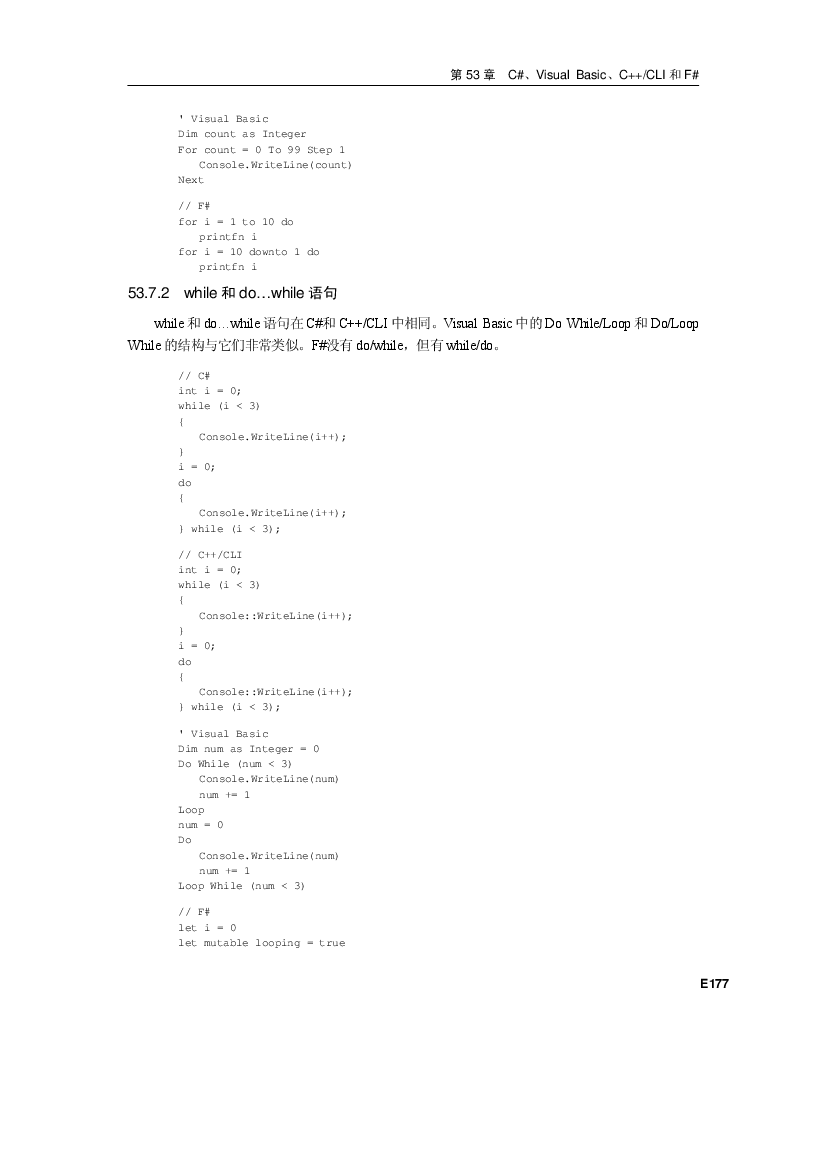 第 53 章 C#、Visual Basic、C++/CLI 和 F#
' Visual Basic
Dim count as Integer
For count = 0 To 99 Step 1
Console.WriteLine(count)
Next
// F#
for i = 1 to 10 do
printfn i
for i = 10 downto 1 do
printfn i
53.7.2 while 和 do…while 语句
while 和 do…while 语句在 C#和 C++/CLI 中相同。Visual Basic 中的 Do While/Loop 和 Do/Loop
While 的结构与它们非常类似。F#没有 do/while，但有 while/do。
// C#
int i = 0;
while (i < 3)
{
Console.WriteLine(i++);
}
i = 0;
do
{
Console.WriteLine(i++);
} while (i < 3);
// C++/CLI
int i = 0;
while (i < 3)
{
Console::WriteLine(i++);
}
i = 0;
do
{
Console::WriteLine(i++);
} while (i < 3);
' Visual Basic
Dim num as Integer = 0
Do While (num < 3)
Console.WriteLine(num)
num += 1
Loop
num = 0
Do
Console.WriteLine(num)
num += 1
Loop While (num < 3)
// F#
let i = 0
let mutable looping = true
E177